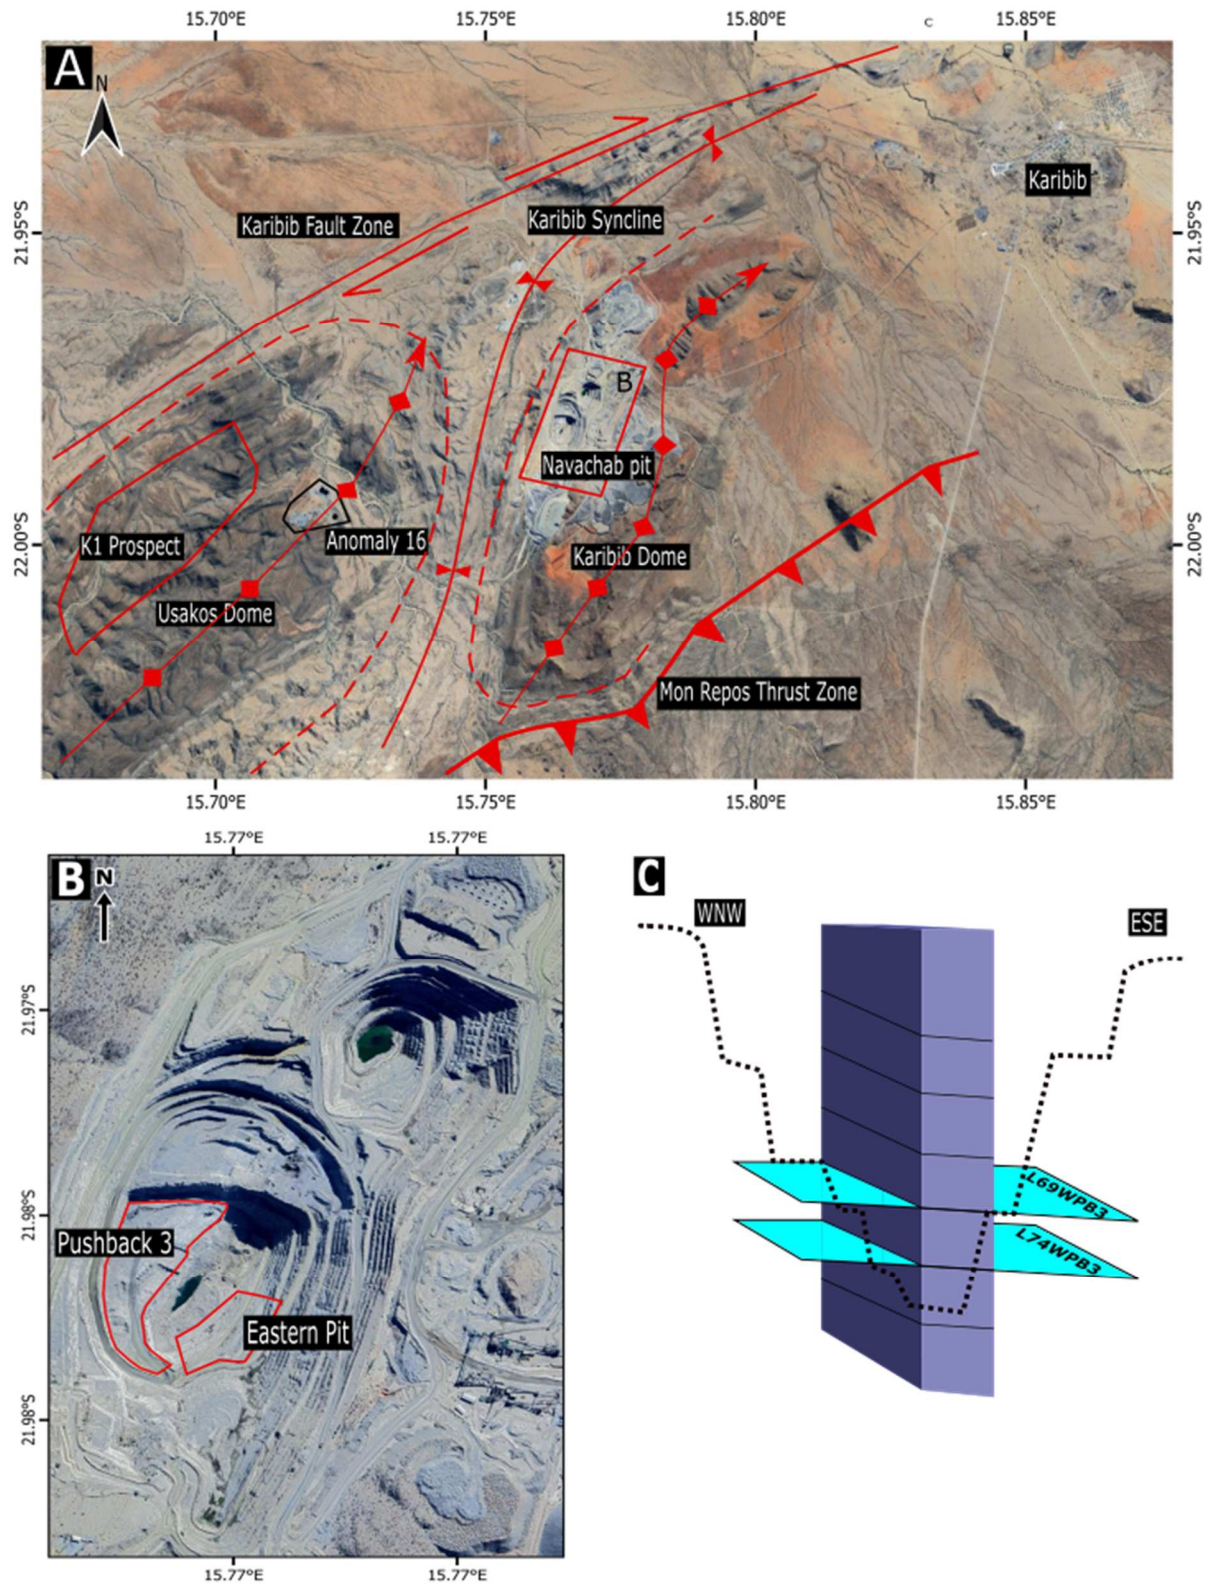 15.70°E 15.75°E 15.80°E c 15.85°E
A
N
Karibib
Karibib Fault Zone
Karibib Syncline
21.95°S
21.95°S
B
Navachab pit
K1 Prospect
Anomaly 16
22.00°S
22.00°S
Karibib Dome
Usakos Dome
Mon Repos Thrust Zone
15.70°E 15.75°E 15.80°E 15.85°E
15.77°E 15.77°E
B
N
21.97°S
21.98°S
Pushback 3
Eastern Pit
21.98°S
15.77°E 15.77°E
C
WNW
ESE
L69WPB3
L74WPB3